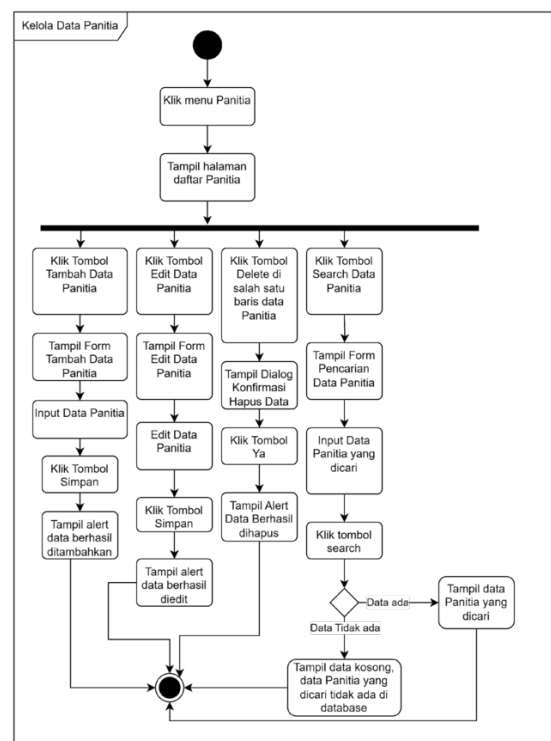 Kelola Data Panitia
Klik menu Panitia
Tampil halaman
daftar Panitia
Klik Tombol
Tambah Data
Panitia
Tampil Form
Tambah Data
Panitia
Input Data Panitia
Klik Tombol
Simpan
Tampil alert
data berhasil
ditambahkan
Klik Tombol
Edit Data
Panitia
Tampil Form
Edit Data
Panitia
Edit Data
Panitia
Klik Tombol
Simpan
Tampil alert
data berhasil
diedit
Klik Tombol
Delete di
salah satu
baris data
Panitia
Tampil Dialog
Konfirmasi
Hapus Data
Klik Tombol
Ya
Tampil Alert
Data Berhasil
dihapus
Klik Tombol
Search Data
Panitia
Tampil Form
Pencarian
Data Panitia
Input Data
Panitia yang
dicari
Klik tombol
search
Data ada
Tampil data
Panitia yang
dicari
Data Tidak ada
Tampil data kosong,
data Panitia yang
dicari tidak ada di
database